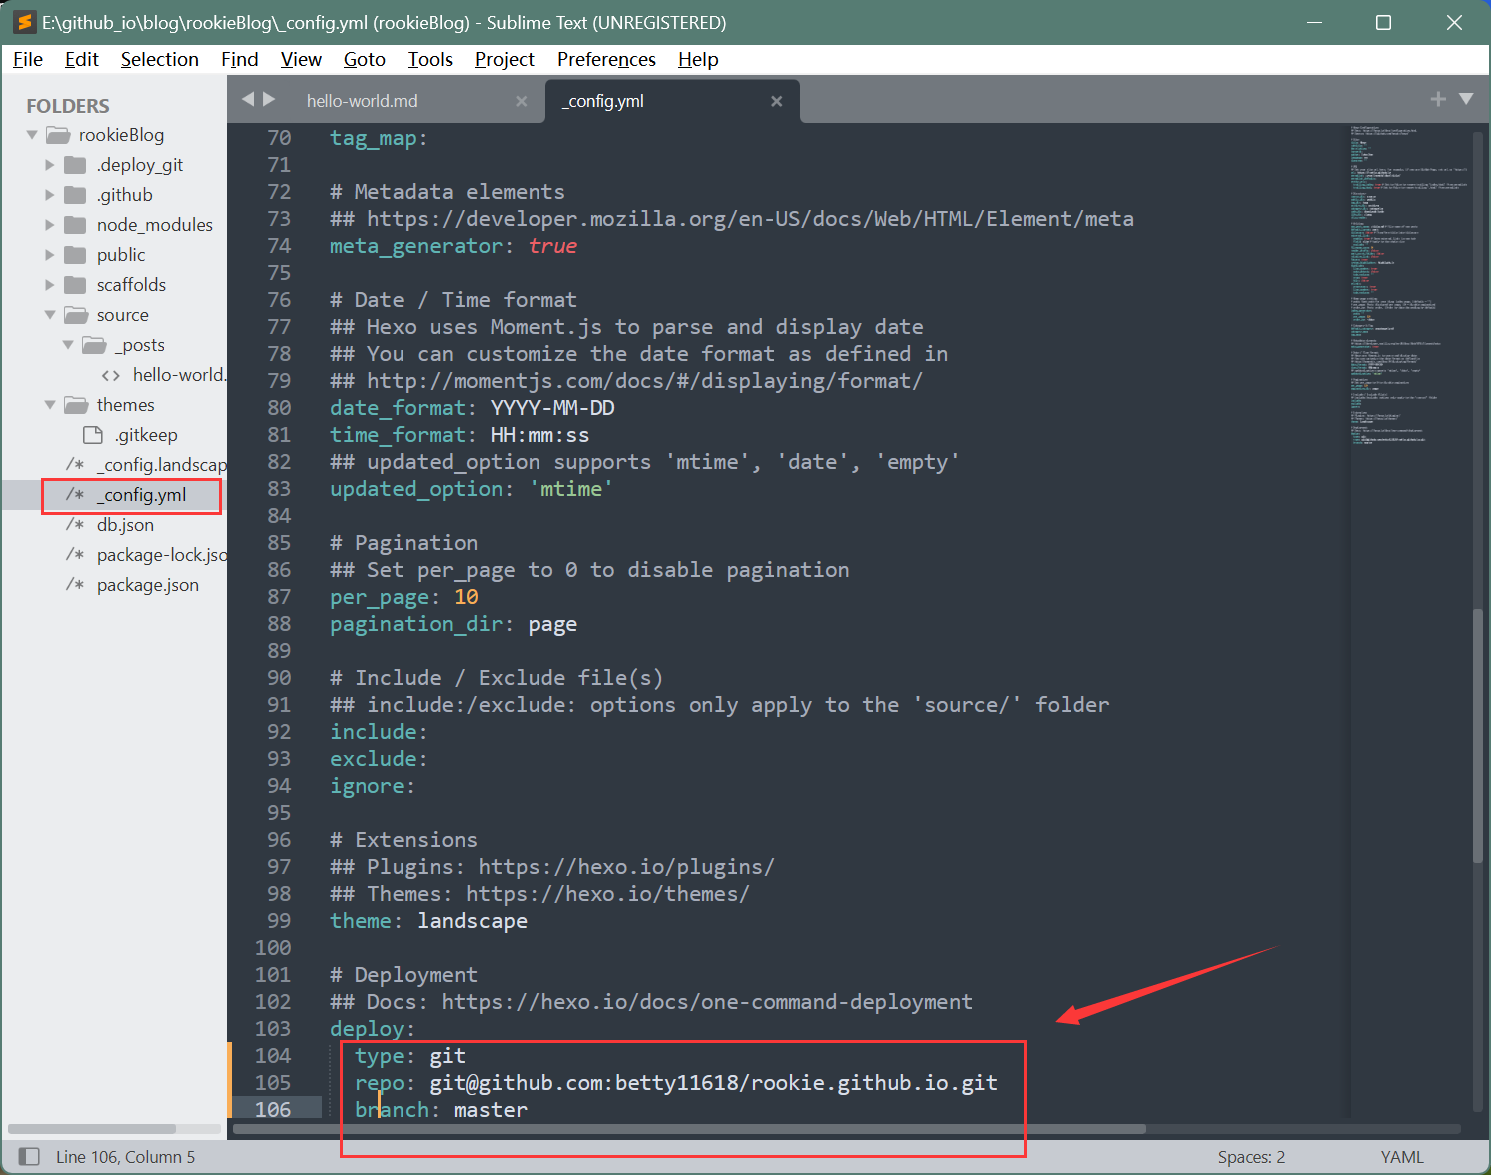 E:\github_io\blog\rookieBlog\_config.yml (rookieBlog) - Sublime Text (UNREGISTERED)
File Edit Selection Find View Goto Tools Project Preferences Help
FOLDERS
rookieBlog
.deploy_git
.github
node_modules
public
scaffolds
source
_posts
<> hello-world.
themes
.gitkeep
/* _config.landscap
/* _config.yml
/* db.json
/* package-lock.jso
/* package.json
hello-world.md
_config.yml
70 tag_map:
71
72 # Metadata elements
73 ## https://developer.mozilla.org/en-US/docs/Web/HTML/Element/meta
74 meta_generator: true
75
76 # Date / Time format
77 ## Hexo uses Moment.js to parse and display date
78 ## You can customize the date format as defined in
79 ## http://momentjs.com/docs/#/displaying/format/
80 date_format: YYYY-MM-DD
81 time_format: HH:mm:ss
82 ## updated_option supports 'mtime', 'date', 'empty'
83 updated_option: 'mtime'
84
85 # Pagination
86 ## Set per_page to 0 to disable pagination
87 per_page: 10
88 pagination_dir: page
89
90 # Include / Exclude file(s)
91 ## include:/exclude: options only apply to the 'source/' folder
92 include:
93 exclude:
94 ignore:
95
96 # Extensions
97 ## Plugins: https://hexo.io/plugins/
98 ## Themes: https://hexo.io/themes/
99 theme: landscape
100
101 # Deployment
102 ## Docs: https://hexo.io/docs/one-command-deployment
103 deploy:
104 type: git
105 repo: git@github.com:betty11618/rookie.github.io.git
106 branch: master
Line 106, Column 5
Spaces: 2
YAML